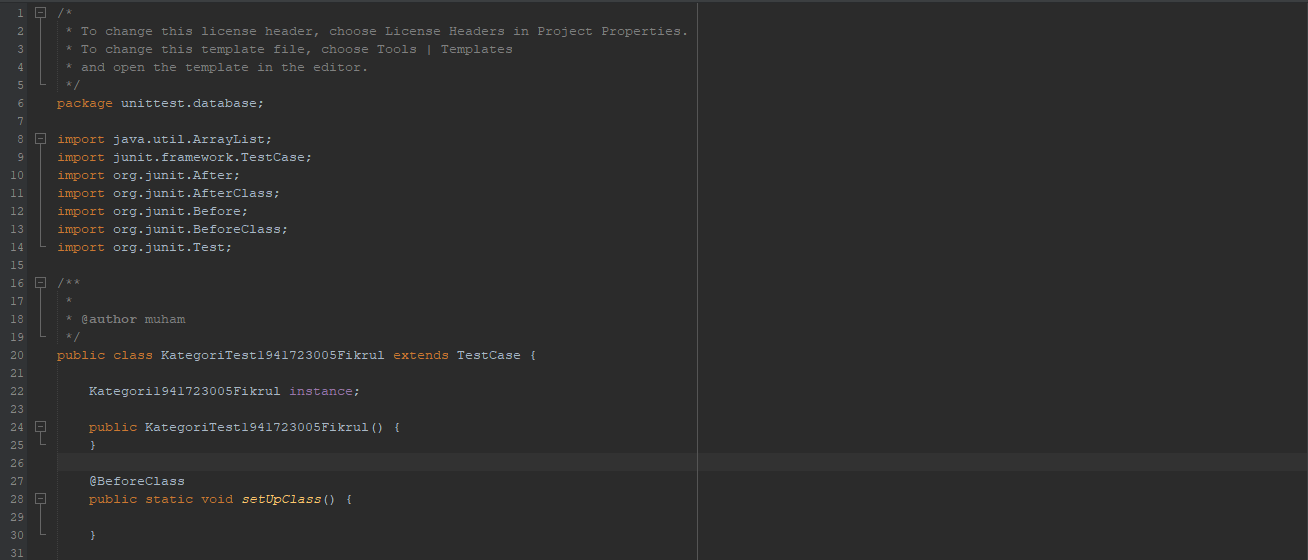 1 /*
2  * To change this license header, choose License Headers in Project Properties.
3  * To change this template file, choose Tools | Templates
4  * and open the template in the editor.
5  */
6 package unittest.database;
7
8 import java.util.ArrayList;
9 import junit.framework.TestCase;
10 import org.junit.After;
11 import org.junit.AfterClass;
12 import org.junit.Before;
13 import org.junit.BeforeClass;
14 import org.junit.Test;
15
16 /**
17  *
18  * @author muham
19  */
20 public class KategoriTest1941723005Fikrul extends TestCase {
21
22     Kategori1941723005Fikrul instance;
23
24     public KategoriTest1941723005Fikrul() {
25     }
26
27     @BeforeClass
28     public static void setUpClass() {
29
30     }
31